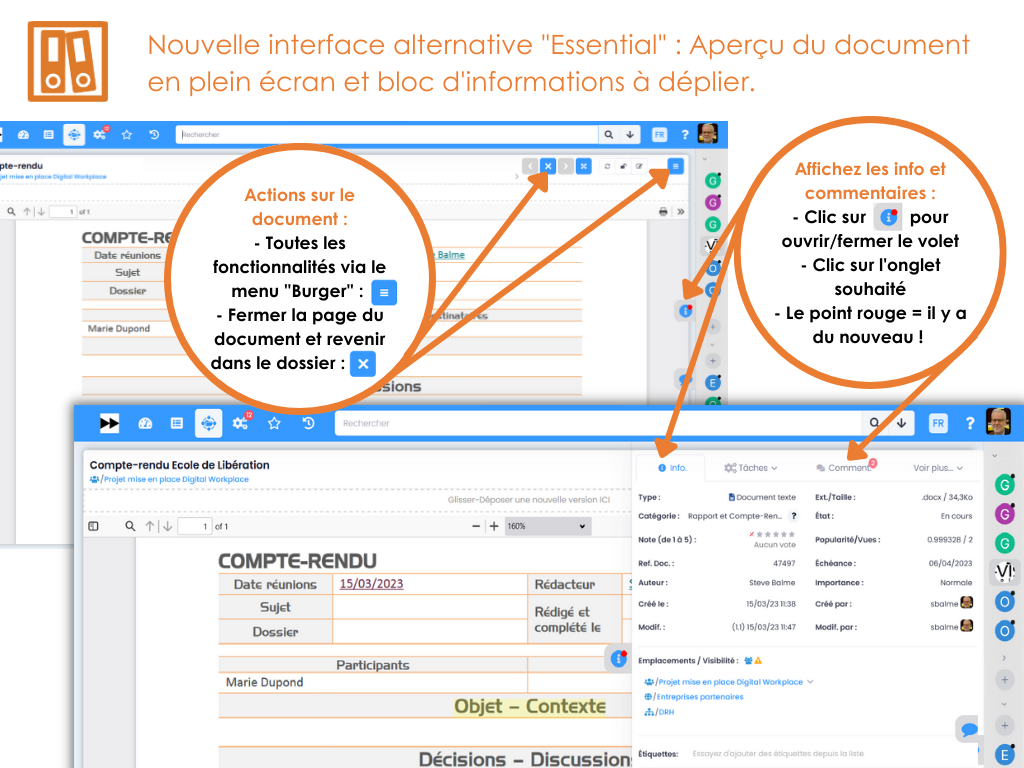 Nouvelle interface alternative "Essential" : Aperçu du document
en plein écran et bloc d'informations à déplier.
Rechercher
FR
?
pte-rendu
jet mise en place Digital Workplace
1 of 1
COMPTE-RE
Date réunions
Balme
Sujet
Dossier
Marie Dupond
sions
Actions sur le
document :
- Toutes les
fonctionnalités via le
menu "Burger" :
- Fermer la page du
document et revenir
dans le dossier :
Affichez les info et
commentaires :
- Clic sur pour
ouvrir/fermer le volet
- Clic sur l'onglet
souhaité
- Le point rouge = il y a
du nouveau !
G
G
G
VI
O
O
E
G
12
Rechercher
FR
?
Compte-rendu Ecole de Libération
/Projet mise en place Digital Workplace
Glisser-Déposer une nouvelle version ICI
1 of 1
160%
COMPTE-RENDU
Date réunions 15/03/2023 Rédacteur
Sujet
Rédigé et
complété le
Dossier
Participants
Marie Dupond
Objet – Contexte
Décisions – Discussion
Info. Tâches Comment. 2 Voir plus...
Type : Document texte Ext./Taille : .docx / 34,3Ko
Catégorie : Rapport et Compte-Ren... ? État : En cours
Note (de 1 à 5) : Aucun vote Popularité/Vues : 0.999328 / 2
Ref. Doc. : 47497 Échéance : 06/04/2023
Auteur : Steve Balme Importance : Normale
Créé le : 15/03/23 11:38 Créé par : sbalme
Modif. : (1.1) 15/03/23 11:47 Modif. par : sbalme
Emplacements / Visibilité :
/Projet mise en place Digital Workplace
/Entreprises partenaires
/DRH
Étiquettes: Essayez d'ajouter des étiquettes depuis la liste
G
G
G
VI
O
O
E